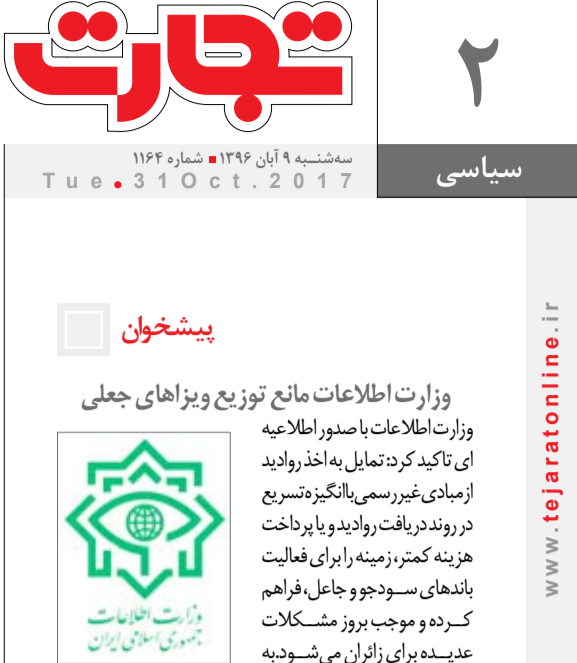 تجارت
۲
سه‌شنبه ۹ آبان ۱۳۹۶ ■ شماره ۱۱۶۴
Tue.31Oct.2017
سیاسی
www.tejaratonline.ir
پیشخوان
وزارت اطلاعات مانع توزیع ویزاهای جعلی
وزارت اطلاعات با صدور اطلاعیه
ای تاکید کرد: تمایل به اخذ روادید
از مبادی غیررسمی باانگیزه تسریع
در روند دریافت روادید و یا پرداخت
هزینه کمتر، زمینه را برای فعالیت
باندهای سودجو و جاعل، فراهم
کرده و موجب بروز مشکلات
عدیده برای زائران می‌شود.به
وزارت اطلاعات
جمهوری اسلامی ایران